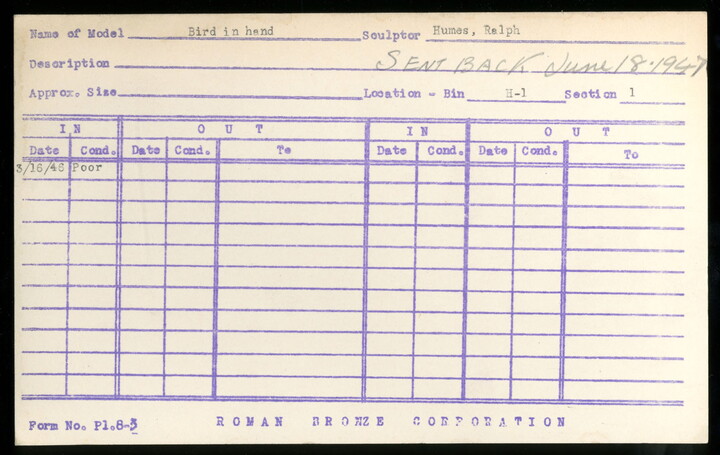 Name of Model Bird in hand Sculptor Humes, Ralph
Description SENT BACK June 18·1947
Approx. Size Location - Bin H-1 Section 1
IN OUT IN OUT
Date Cond. Date Cond. To Date Cond. Date Cond. To
3/16/46 Poor
Form No. Pl.8-3 ROMAN BRONZE CORPORATION